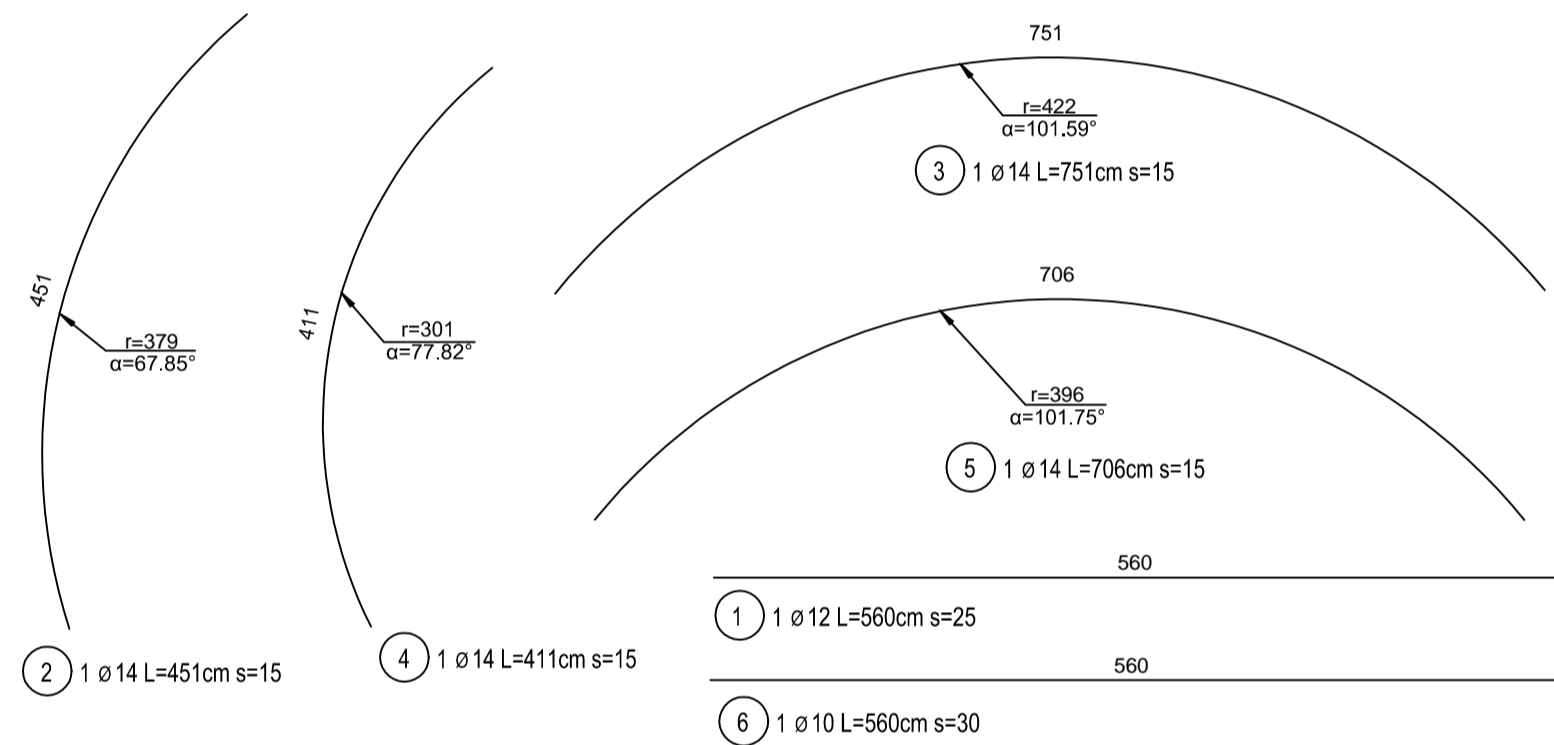 451
r=379
α=67.85°
2 1 ø14 L=451cm s=15
411
r=301
α=77.82°
4 1 ø14 L=411cm s=15
751
r=422
α=101.59°
3 1 ø14 L=751cm s=15
706
r=396
α=101.75°
5 1 ø14 L=706cm s=15
560
1 1 ø12 L=560cm s=25
560
6 1 ø10 L=560cm s=30